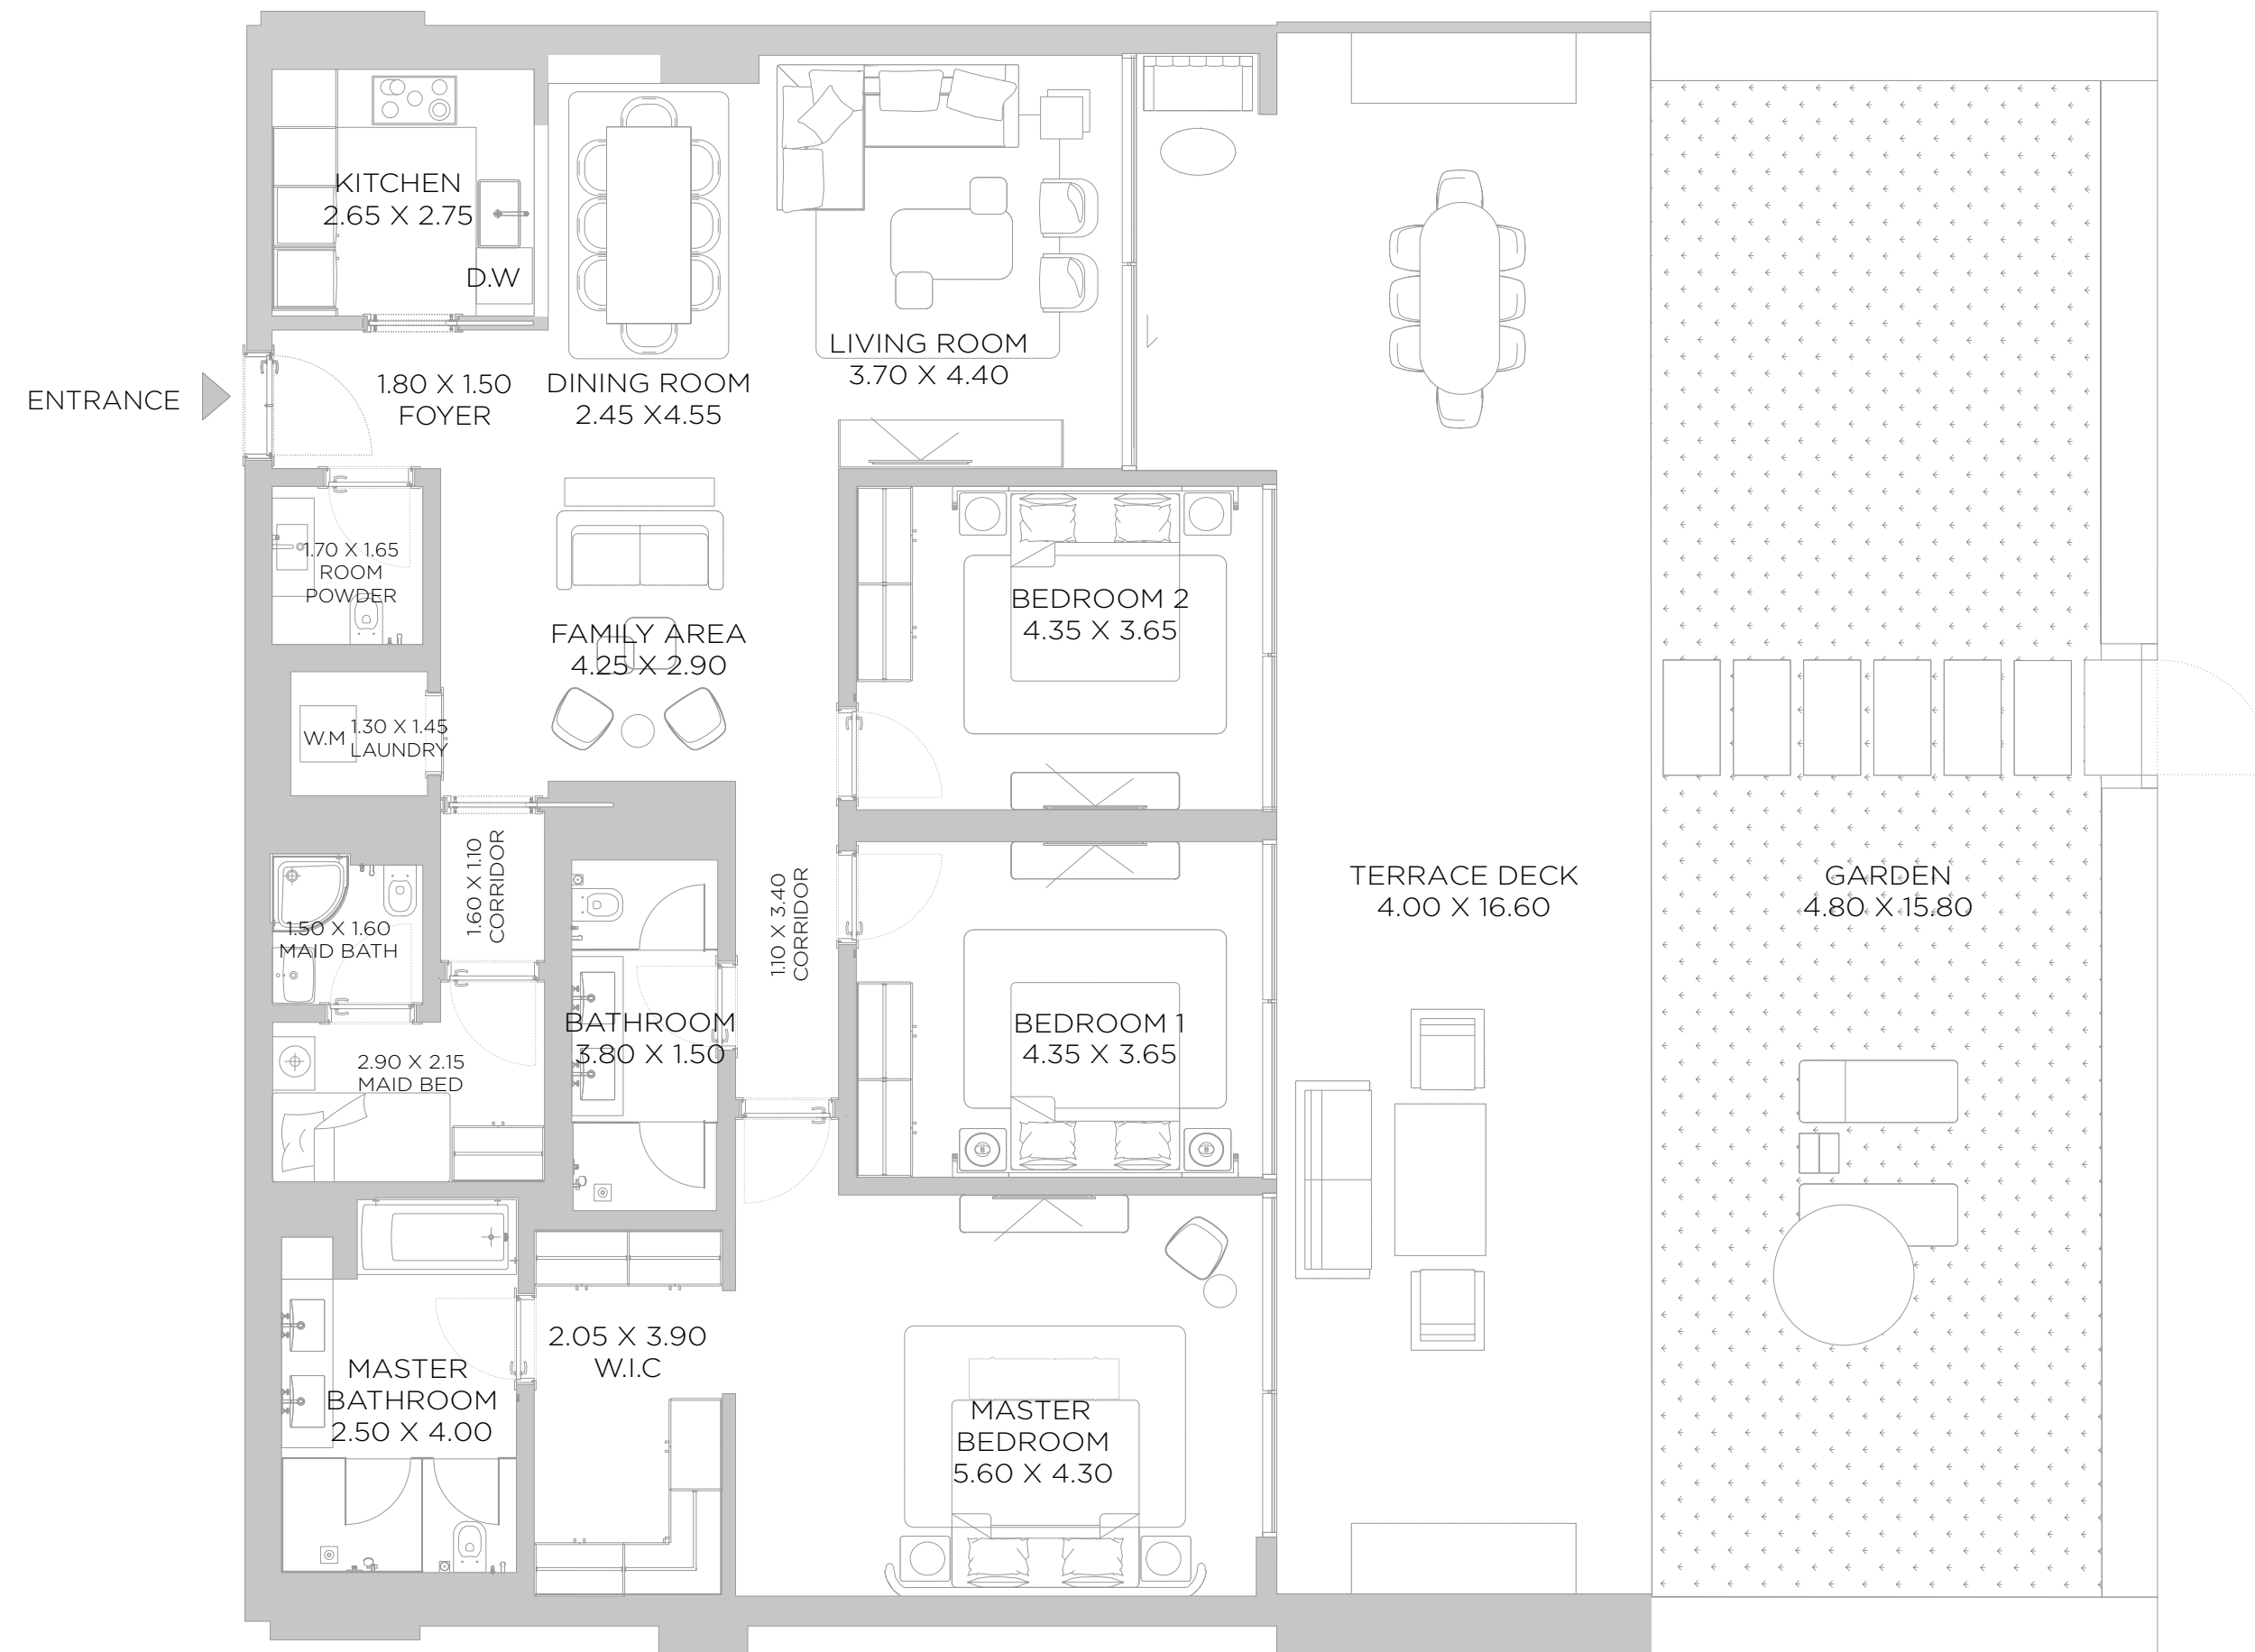 KITCHEN
2.65 X 2.75
D.W
ENTRANCE
1.80 X 1.50
FOYER
DINING ROOM
2.45 X4.55
LIVING ROOM
3.70 X 4.40
1.70 X 1.65
ROOM
POWDER
FAMILY AREA
4.25 X 2.90
BEDROOM 2
4.35 X 3.65
W.M
1.30 X 1.45
LAUNDRY
1.60 X 1.10
CORRIDOR
1.10 X 3.40
CORRIDOR
TERRACE DECK
4.00 X 16.60
GARDEN
4.80 X 15.80
1.50 X 1.60
MAID BATH
BATHROOM
3.80 X 1.50
BEDROOM 1
4.35 X 3.65
2.90 X 2.15
MAID BED
2.05 X 3.90
W.I.C
MASTER
BATHROOM
2.50 X 4.00
MASTER
BEDROOM
5.60 X 4.30